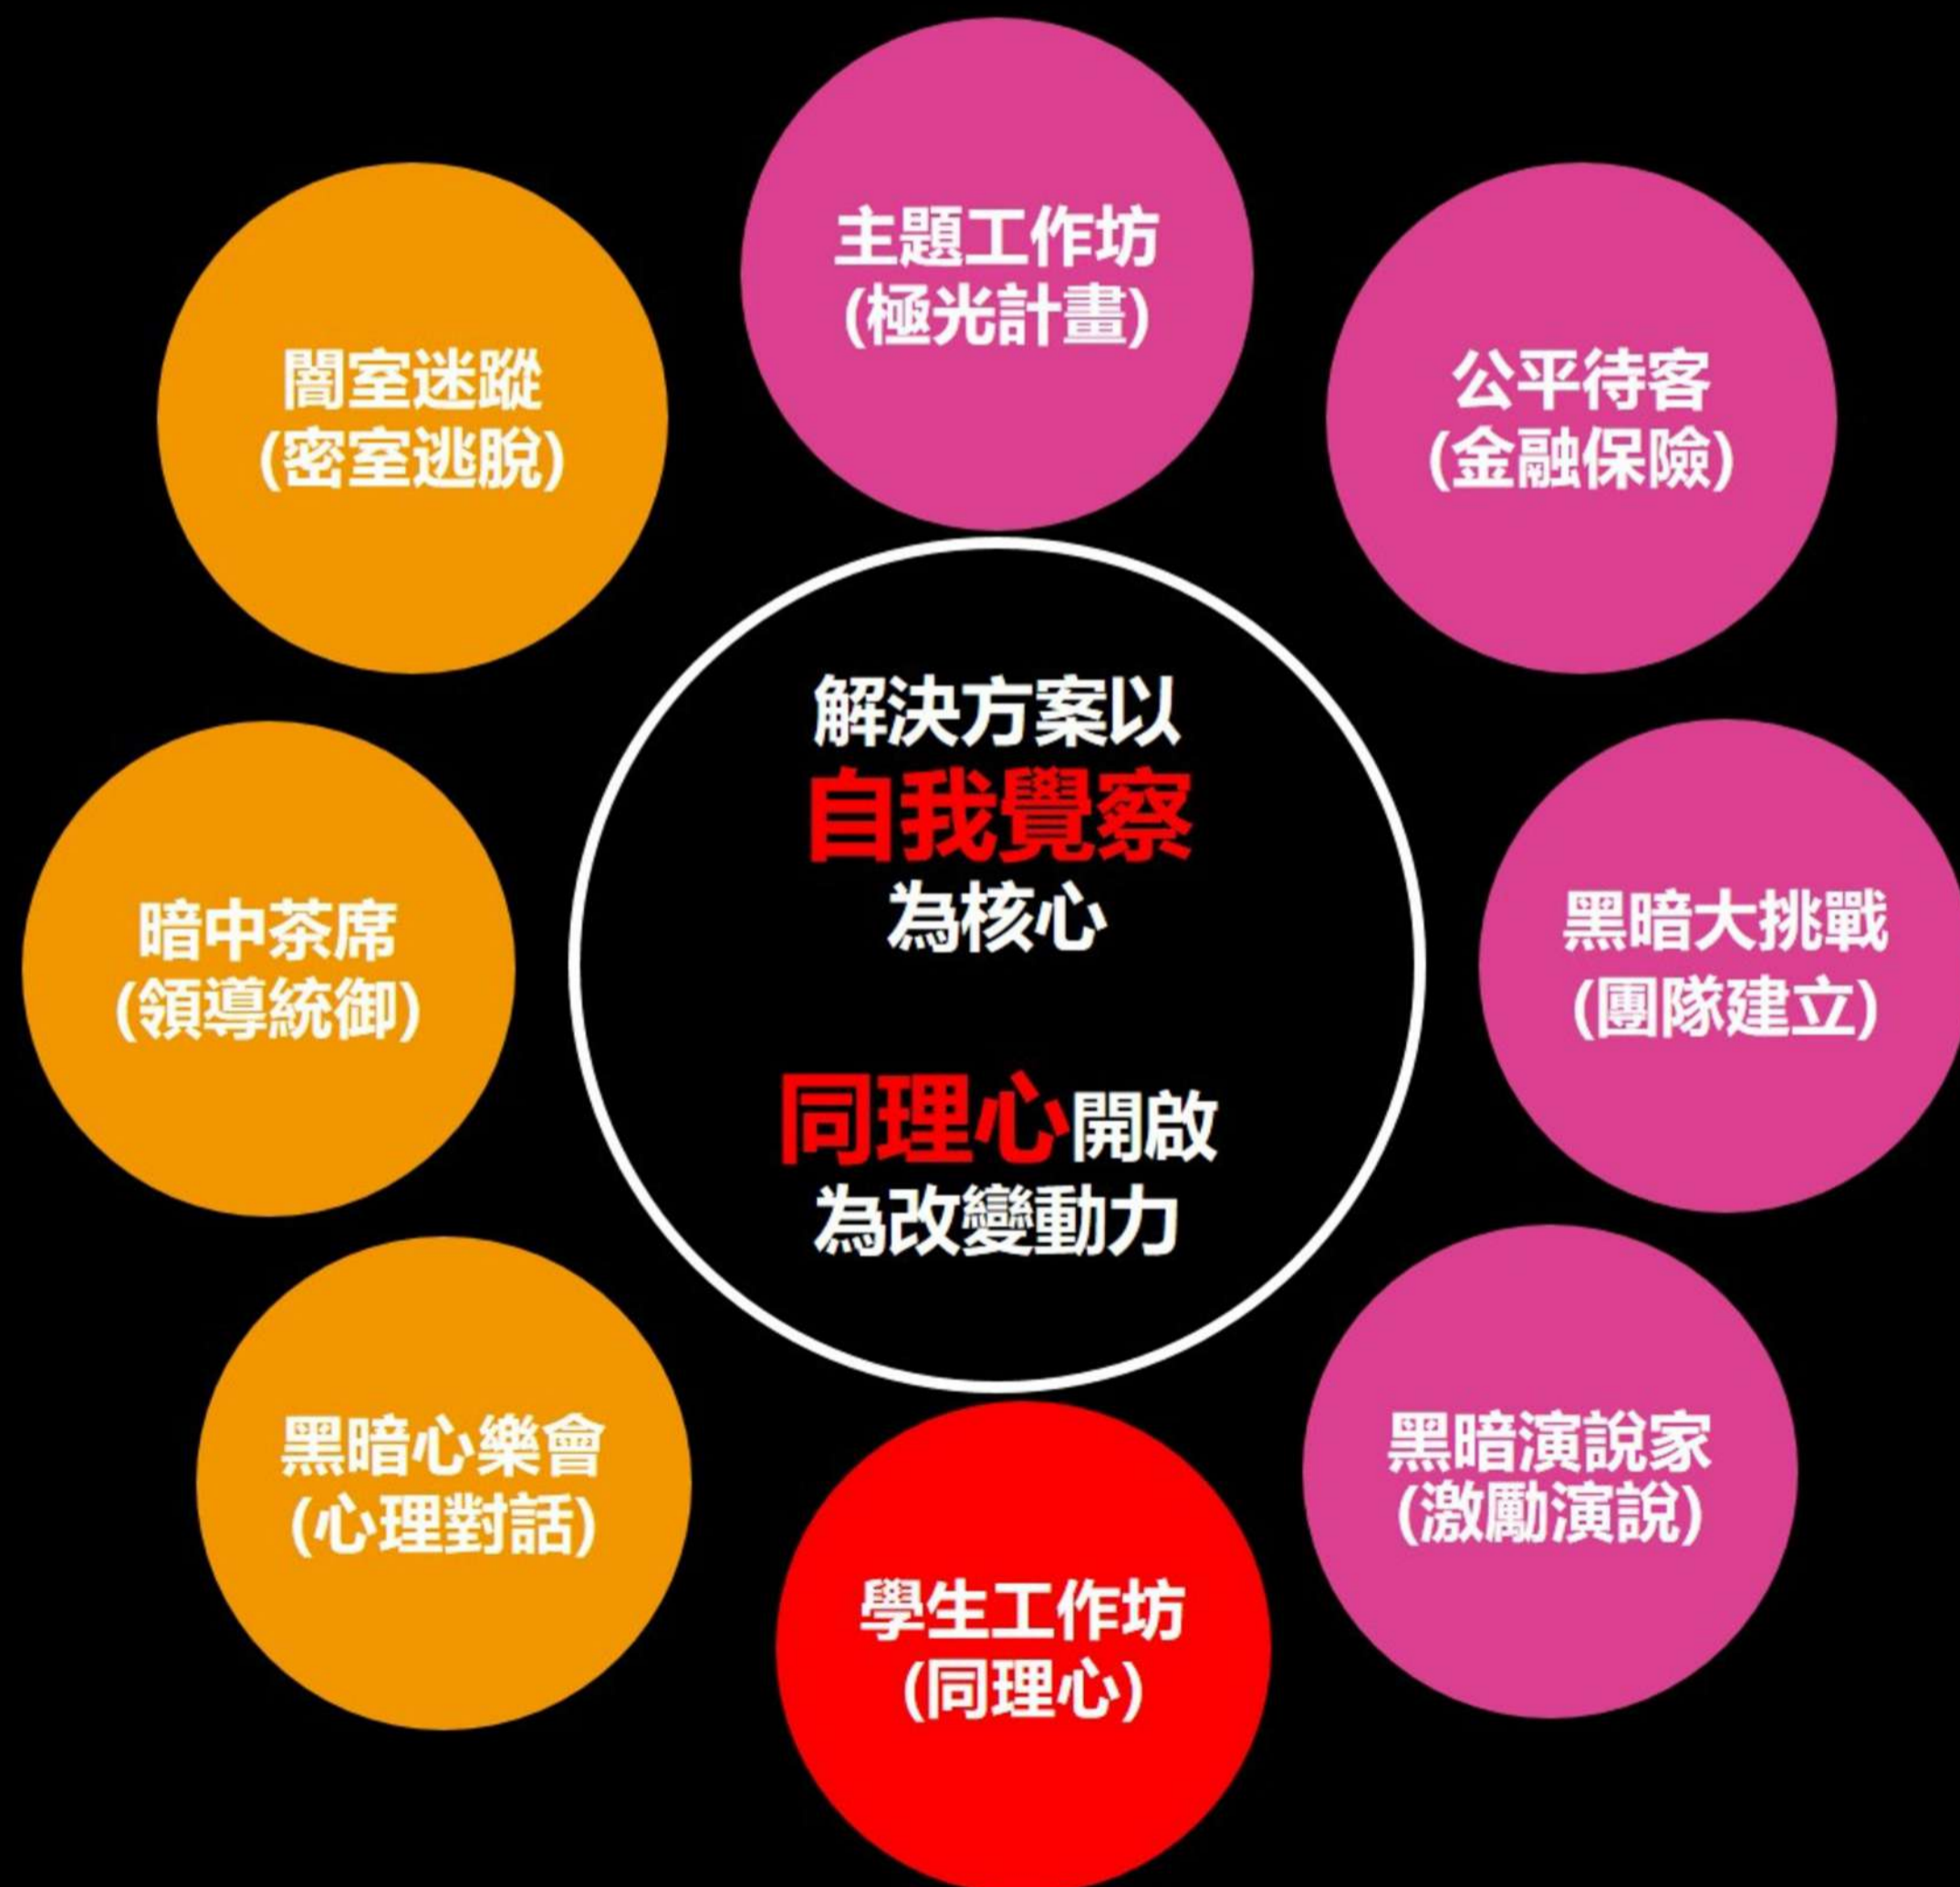 主題工作坊
(極光計畫)
公平待客
(金融保險)
黑暗大挑戰
(團隊建立)
黑暗演說家
(激勵演說)
學生工作坊
(同理心)
黑暗心樂會
(心理對話)
暗中茶席
(領導統御)
闇室迷蹤
(密室逃脫)
解決方案以
自我覺察
為核心
同理心開啟
為改變動力